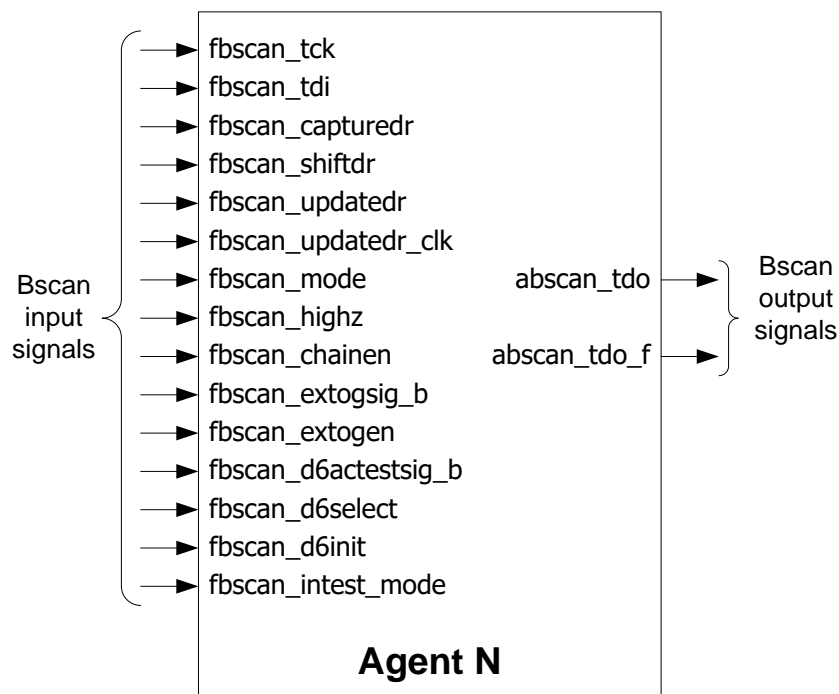 fbscan_tck
fbscan_tdi
fbscan_capturedr
fbscan_shiftdr
fbscan_updatedr
fbscan_updatedr_clk
fbscan_mode
fbscan_highz
fbscan_chainen
fbscan_extogsig_b
fbscan_extogen
fbscan_d6actestsig_b
fbscan_d6select
fbscan_d6init
fbscan_intest_mode
Bscan
input
signals
abscan_tdo
abscan_tdo_f
Bscan
output
signals
Agent N